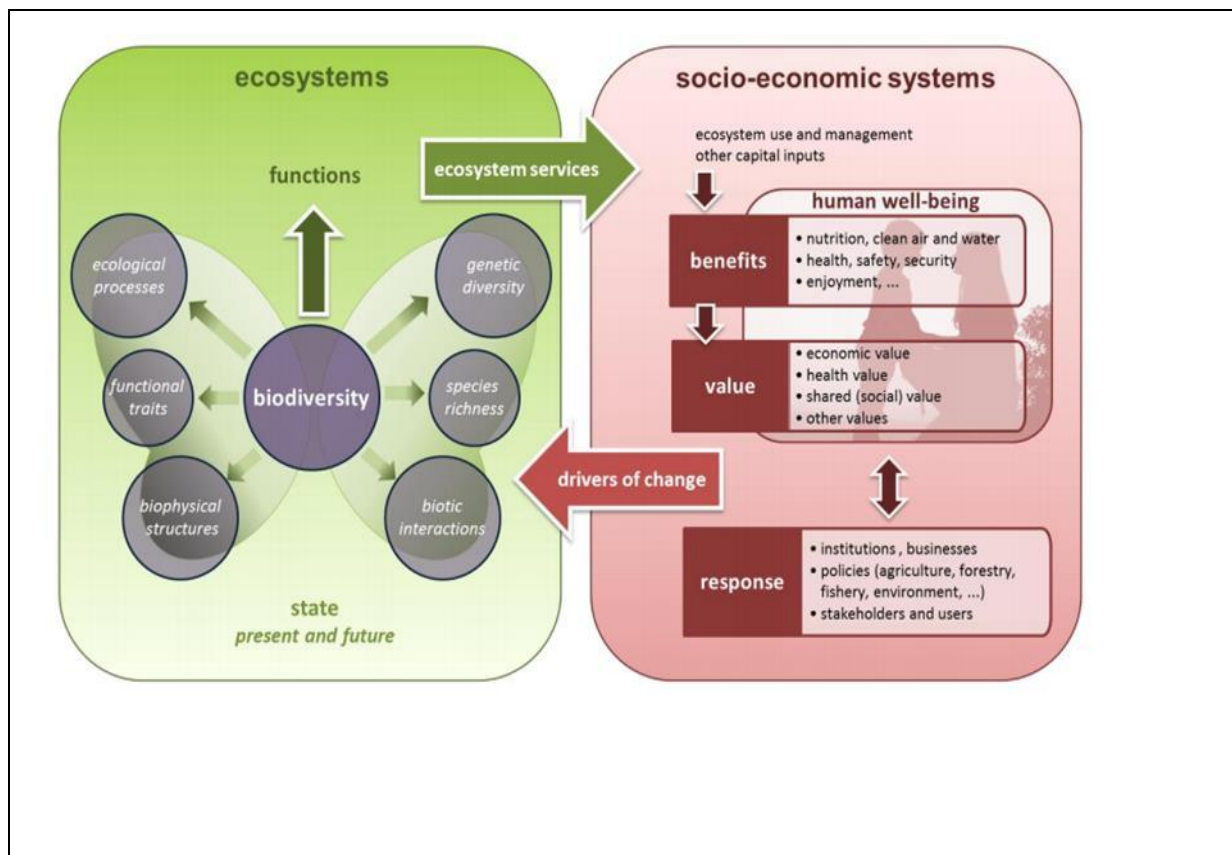 ecosystems
functions
ecological
processes
genetic
diversity
functional
traits
biodiversity
species
richness
biophysical
structures
biotic
interactions
state
present and future
ecosystem services
drivers of change
socio-economic systems
ecosystem use and management
other capital inputs
human well-being
benefits
• nutrition, clean air and water
• health, safety, security
• enjoyment, ...
value
• economic value
• health value
• shared (social) value
• other values
response
• institutions , businesses
• policies (agriculture, forestry,
fishery, environment, ...)
• stakeholders and users